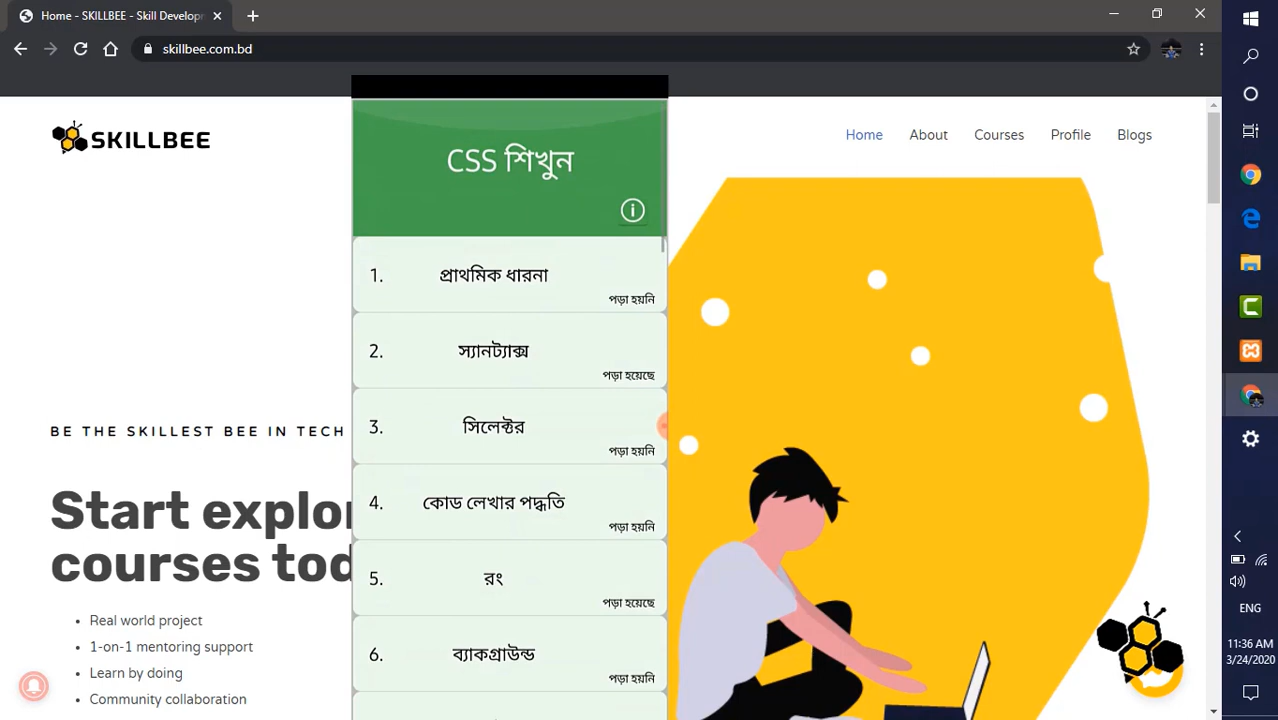 Home - SKILLBEE - Skill Develop
skillbee.com.bd
SKILLBEE
Home About Courses Profile Blogs
CSS শিখুন
1. প্রাথমিক ধারনা
পড়া হয়নি
2. স্যানট্যাক্স
পড়া হয়েছে
3. সিলেক্টর
পড়া হয়নি
4. কোড লেখার পদ্ধতি
পড়া হয়নি
5. রং
পড়া হয়েছে
6. ব্যাকগ্রাউন্ড
পড়া হয়নি
BE THE SKILLEST BEE IN TECH
Start explor
courses tod
Real world project
1-on-1 mentoring support
Learn by doing
Community collaboration
ENG
11:36 AM
3/24/2020